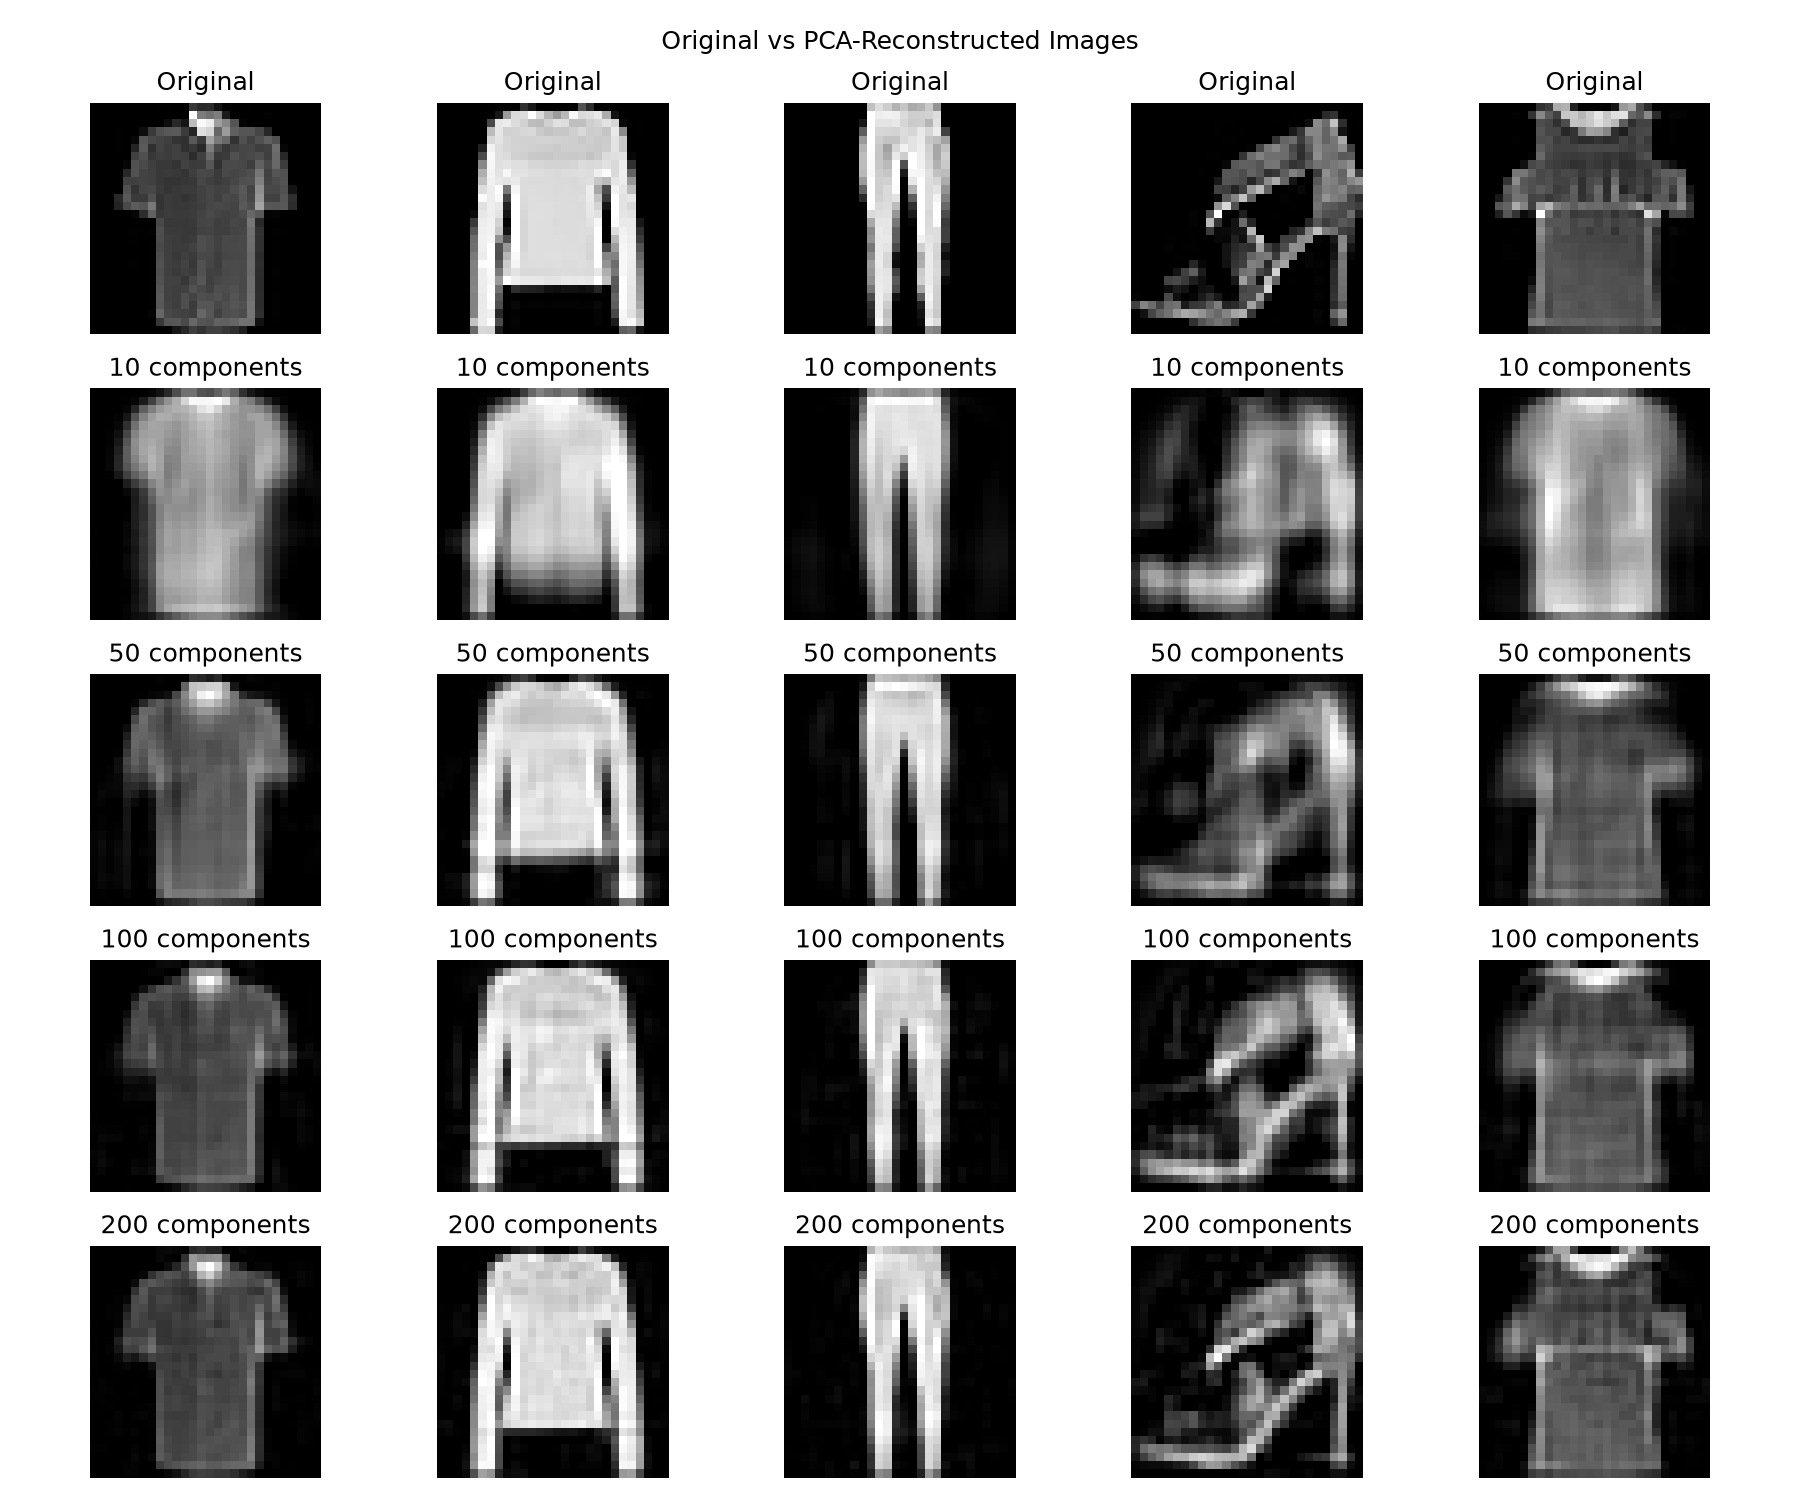 Original vs PCA-Reconstructed Images
Original Original Original Original Original
10 components 10 components 10 components 10 components 10 components
50 components 50 components 50 components 50 components 50 components
100 components 100 components 100 components 100 components 100 components
200 components 200 components 200 components 200 components 200 components